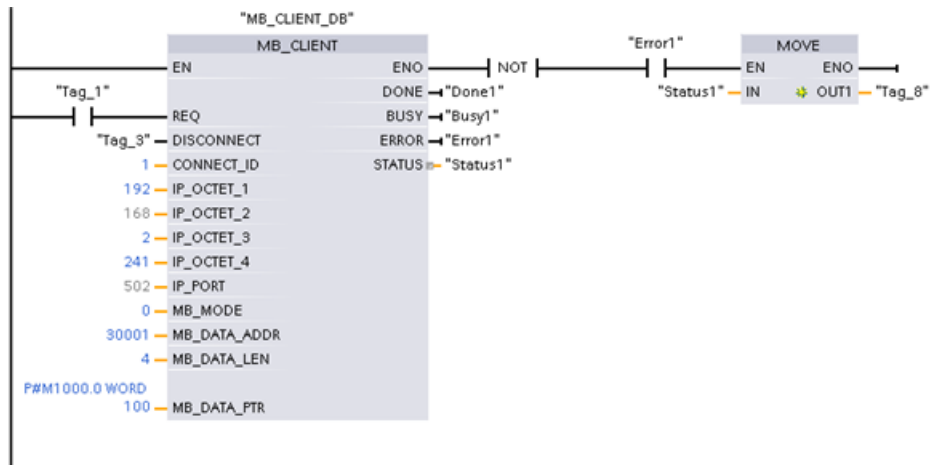 "MB_CLIENT_DB"
MB_CLIENT
EN ENO
NOT
"Error1"
MOVE
EN ENO
"Status1" IN OUT1 "Tag_8"
DONE "Done1"
"Tag_1"
REQ BUSY "Busy1"
"Tag_3" DISCONNECT ERROR "Error1"
1 CONNECT_ID STATUS "Status1"
192 IP_OCTET_1
168 IP_OCTET_2
2 IP_OCTET_3
241 IP_OCTET_4
502 IP_PORT
0 MB_MODE
30001 MB_DATA_ADDR
4 MB_DATA_LEN
P#M1000.0 WORD
100 MB_DATA_PTR